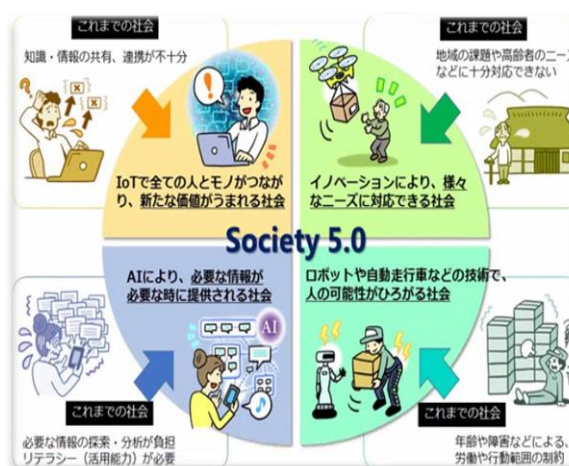 これまでの社会
知識・情報の共有、連携が不十分
これまでの社会
地域の課題や高齢者のニーズ
などに十分対応できない
IoTで全ての人とモノがつなが
り、新たな価値がうまれる社会
イノベーションにより、様々
なニーズに対応できる社会
Society 5.0
AIにより、必要な情報が
必要な時に提供される社会
ロボットや自動走行車などの技術で、
人の可能性がひろがる社会
AI
これまでの社会
必要な情報の探索・分析が負担
リテラシー（活用能力）が必要
これまでの社会
年齢や障害などによる、
労働や行動範囲の制約